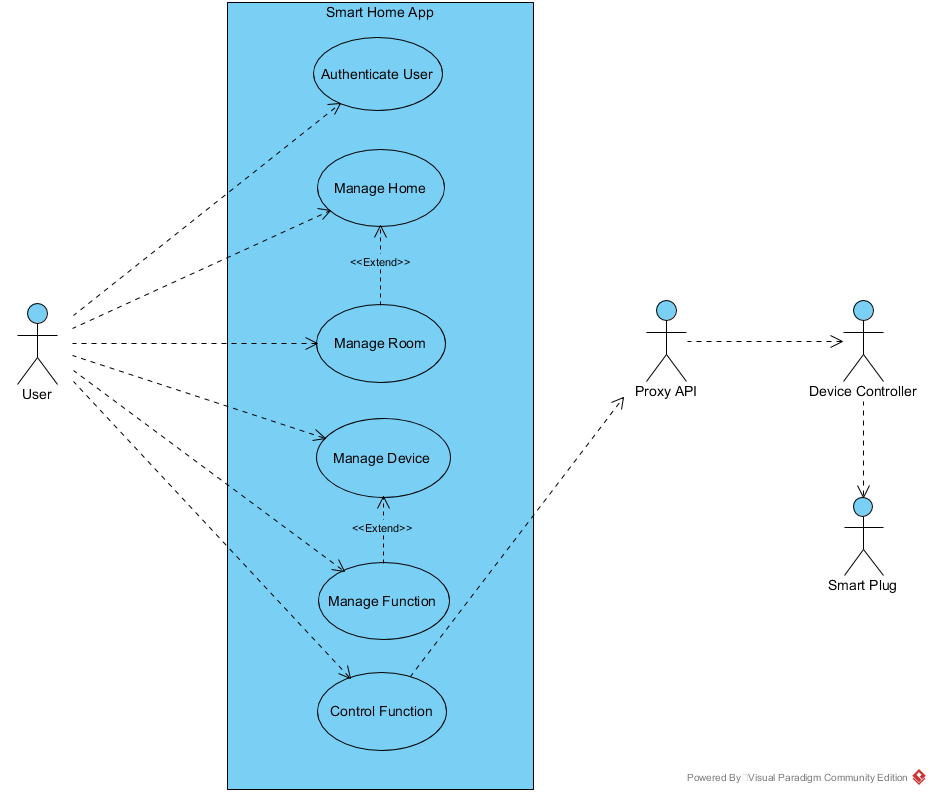 Smart Home App
Authenticate User
Manage Home
<<Extend>>
Manage Room
User
Proxy API
Device Controller
Manage Device
<<Extend>>
Smart Plug
Manage Function
Control Function
Powered By Visual Paradigm Community Edition